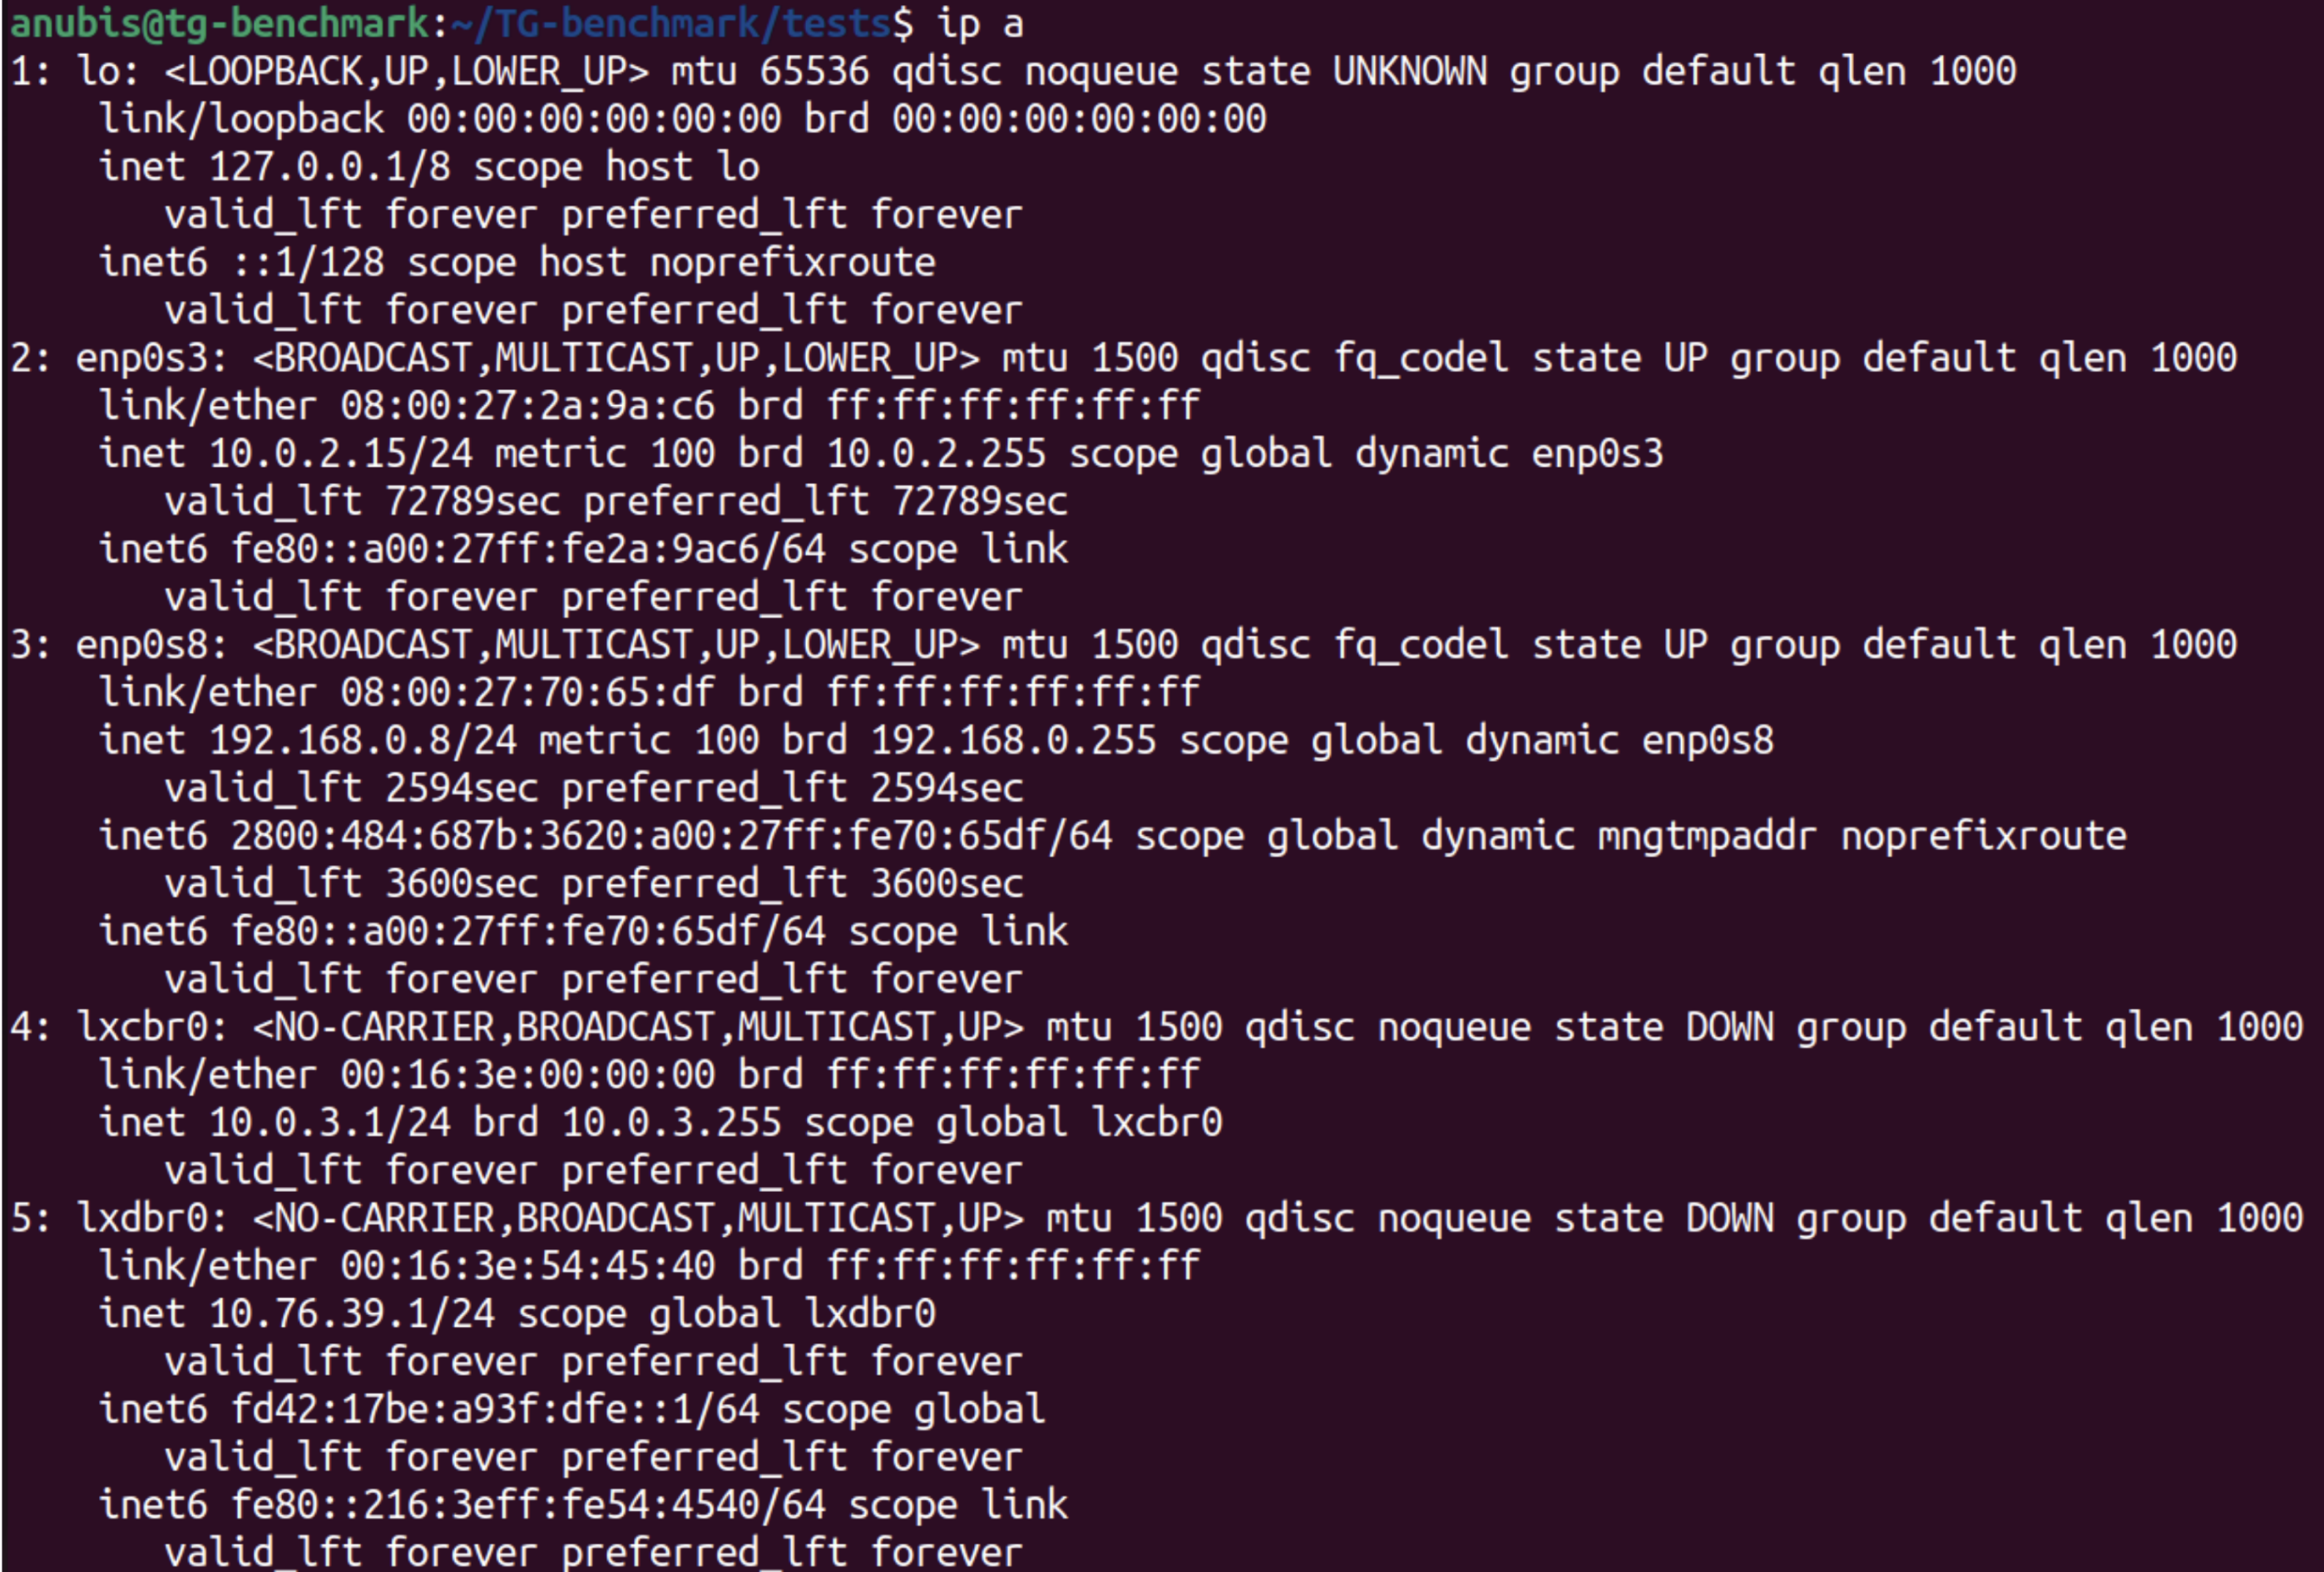 anubis@tg-benchmark:~/TG-benchmark/tests$ ip a
1: lo: <LOOPBACK,UP,LOWER_UP> mtu 65536 qdisc noqueue state UNKNOWN group default qlen 1000
    link/loopback 00:00:00:00:00:00 brd 00:00:00:00:00:00
    inet 127.0.0.1/8 scope host lo
       valid_lft forever preferred_lft forever
    inet6 ::1/128 scope host noprefixroute
       valid_lft forever preferred_lft forever
2: enp0s3: <BROADCAST,MULTICAST,UP,LOWER_UP> mtu 1500 qdisc fq_codel state UP group default qlen 1000
    link/ether 08:00:27:2a:9a:c6 brd ff:ff:ff:ff:ff:ff
    inet 10.0.2.15/24 metric 100 brd 10.0.2.255 scope global dynamic enp0s3
       valid_lft 72789sec preferred_lft 72789sec
    inet6 fe80::a00:27ff:fe2a:9ac6/64 scope link
       valid_lft forever preferred_lft forever
3: enp0s8: <BROADCAST,MULTICAST,UP,LOWER_UP> mtu 1500 qdisc fq_codel state UP group default qlen 1000
    link/ether 08:00:27:70:65:df brd ff:ff:ff:ff:ff:ff
    inet 192.168.0.8/24 metric 100 brd 192.168.0.255 scope global dynamic enp0s8
       valid_lft 2594sec preferred_lft 2594sec
    inet6 2800:484:687b:3620:a00:27ff:fe70:65df/64 scope global dynamic mngtmpaddr noprefixroute
       valid_lft 3600sec preferred_lft 3600sec
    inet6 fe80::a00:27ff:fe70:65df/64 scope link
       valid_lft forever preferred_lft forever
4: lxcbr0: <NO-CARRIER,BROADCAST,MULTICAST,UP> mtu 1500 qdisc noqueue state DOWN group default qlen 1000
    link/ether 00:16:3e:00:00:00 brd ff:ff:ff:ff:ff:ff
    inet 10.0.3.1/24 brd 10.0.3.255 scope global lxcbr0
       valid_lft forever preferred_lft forever
5: lxdbr0: <NO-CARRIER,BROADCAST,MULTICAST,UP> mtu 1500 qdisc noqueue state DOWN group default qlen 1000
    link/ether 00:16:3e:54:45:40 brd ff:ff:ff:ff:ff:ff
    inet 10.76.39.1/24 scope global lxdbr0
       valid_lft forever preferred_lft forever
    inet6 fd42:17be:a93f:dfe::1/64 scope global
       valid_lft forever preferred_lft forever
    inet6 fe80::216:3eff:fe54:4540/64 scope link
       valid_lft forever preferred_lft forever